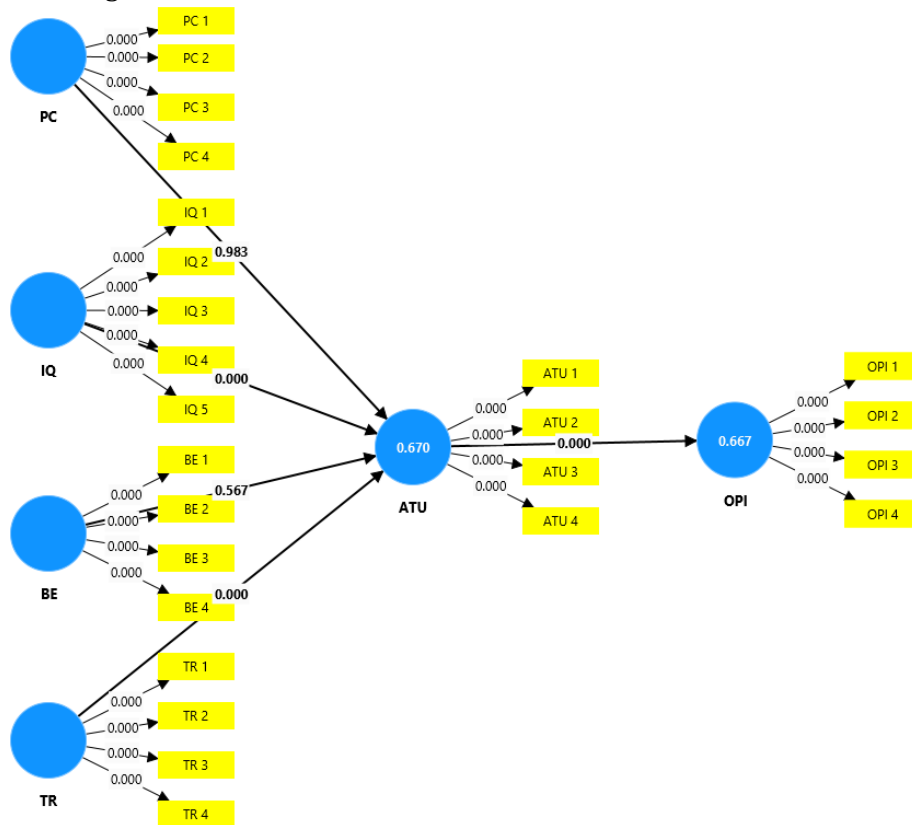 PC 1
0.000
PC 2
0.000
0.000
PC 3
0.000
PC
PC 4
IQ 1
0.983
0.000
IQ 2
0.000
0.000
IQ 3
0.000
IQ 4
0.000
0.000
IQ
IQ 5
BE 1
0.000
0.567
BE 2
0.000
0.000
BE 3
0.000
BE
0.000
BE 4
TR 1
0.000
TR 2
0.000
0.000
TR 3
0.000
TR
TR 4
0.670
ATU
ATU 1
0.000
ATU 2
0.000
0.000
0.000
ATU 3
0.000
ATU 4
0.667
OPI
OPI 1
0.000
OPI 2
0.000
0.000
OPI 3
0.000
OPI 4